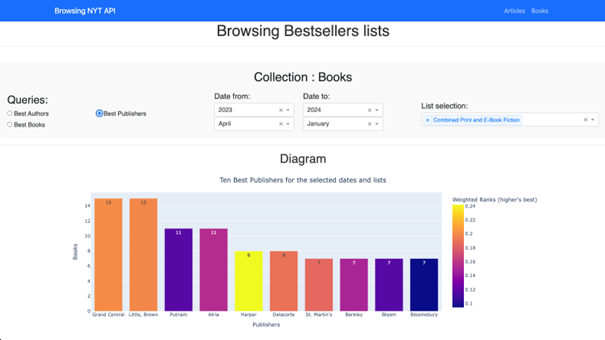 Browsing NYT API Articles Books
Browsing Bestsellers lists
Collection : Books
Queries:
Best Authors
Best Publishers
Best Books
Date from: Date to:
2023 2024
April January
List selection:
× Combined Print and E-Book Fiction
Diagram
Ten Best Publishers for the selected dates and lists
Weighted Ranks (higher's best)
Books
14
12
10
8
6
4
2
0
15 15 11 11 8 8 7 7 7 7
Grand Central Little, Brown Putnam Atria Harper Delacorte St. Martin's Berkley Bloom Bloomsbury
Publishers
0.24
0.22
0.2
0.18
0.16
0.14
0.12
0.1